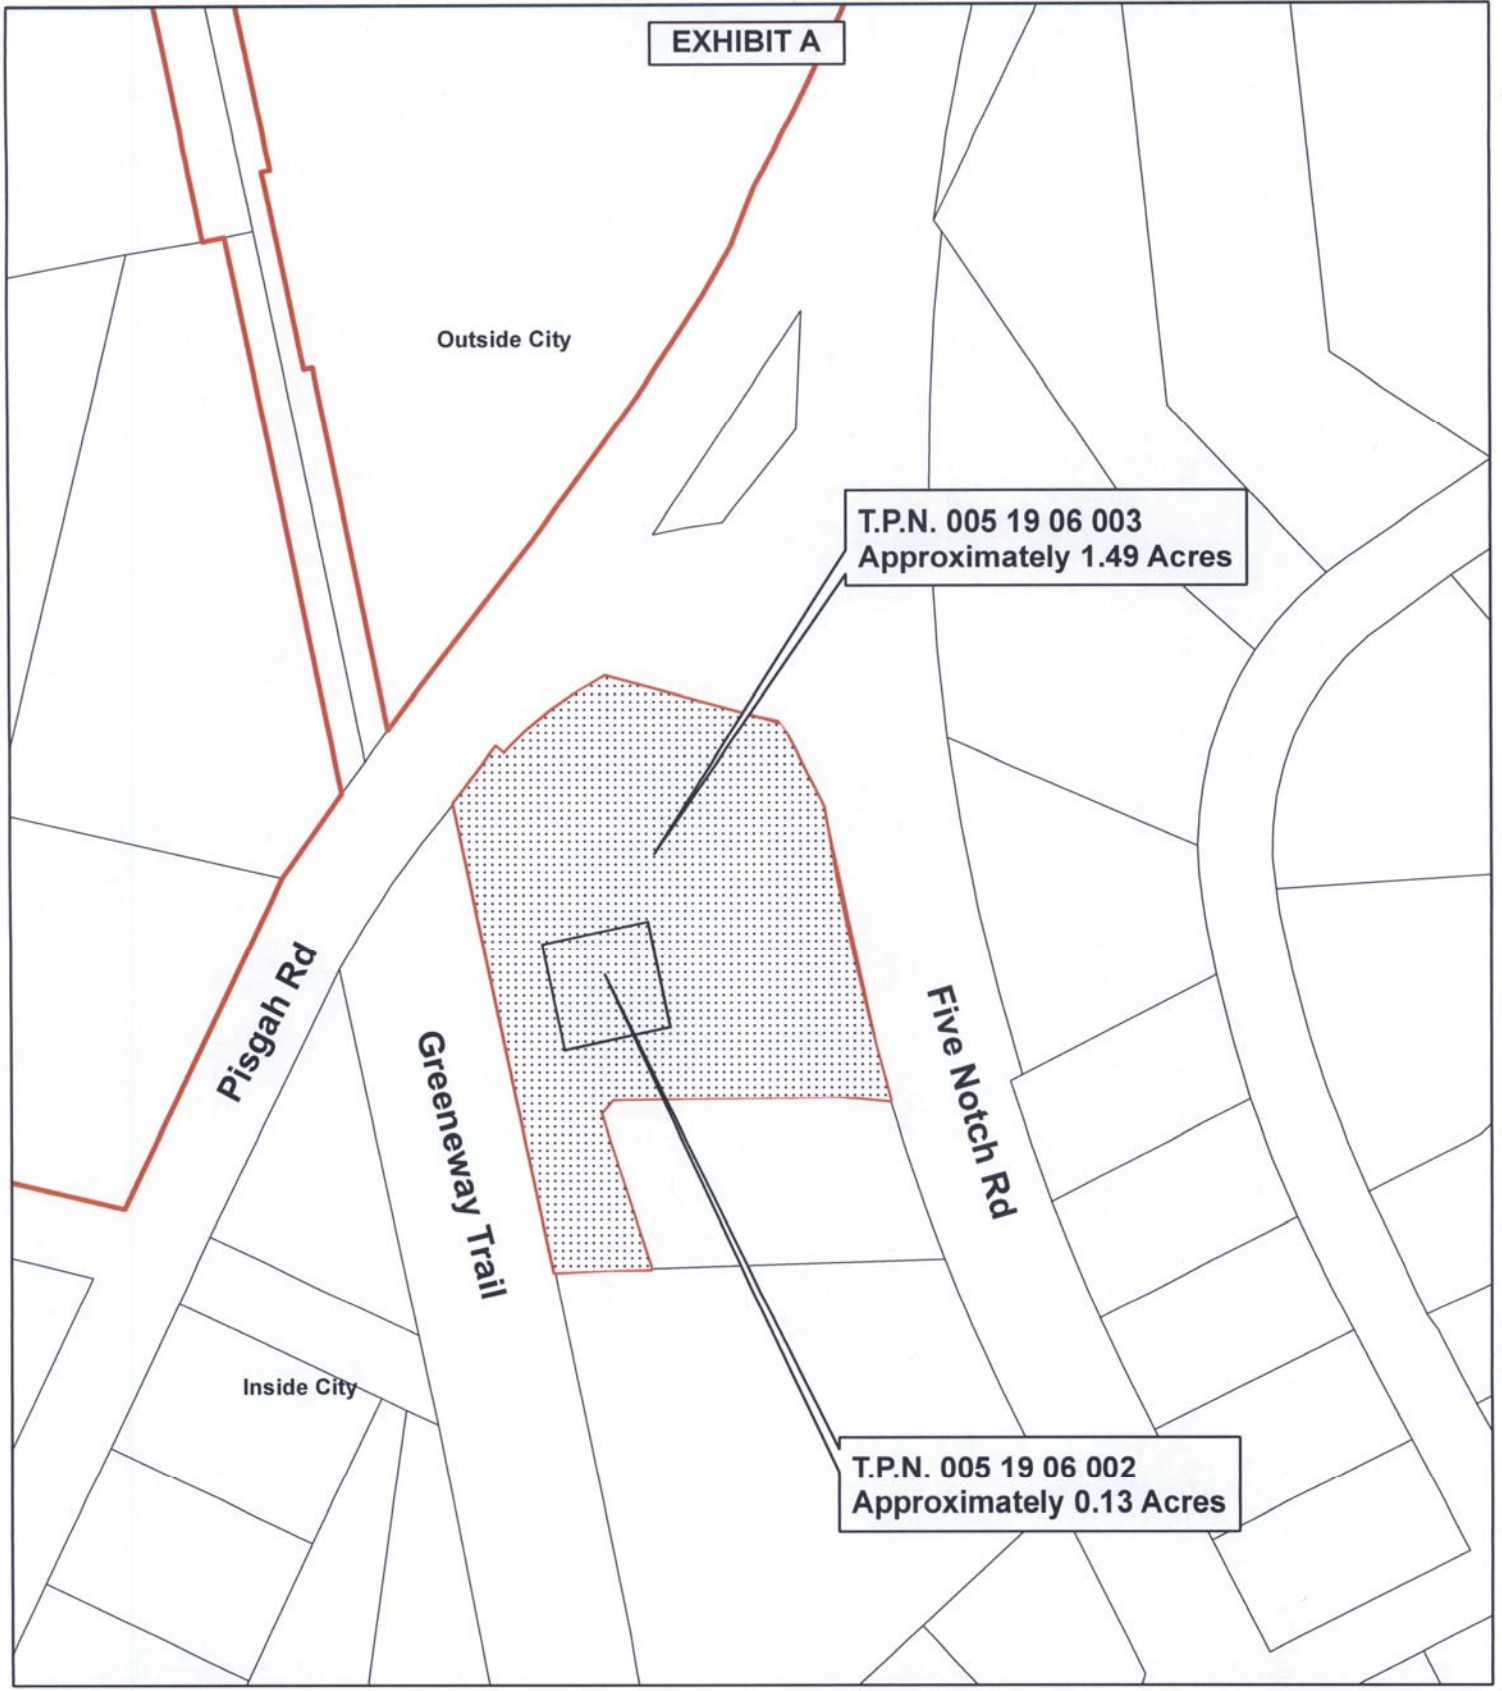 EXHIBIT A
Outside City
T.P.N. 005 19 06 003
Approximately 1.49 Acres
Pisgah Rd
Greeneway Trail
Five Notch Rd
Inside City
T.P.N. 005 19 06 002
Approximately 0.13 Acres